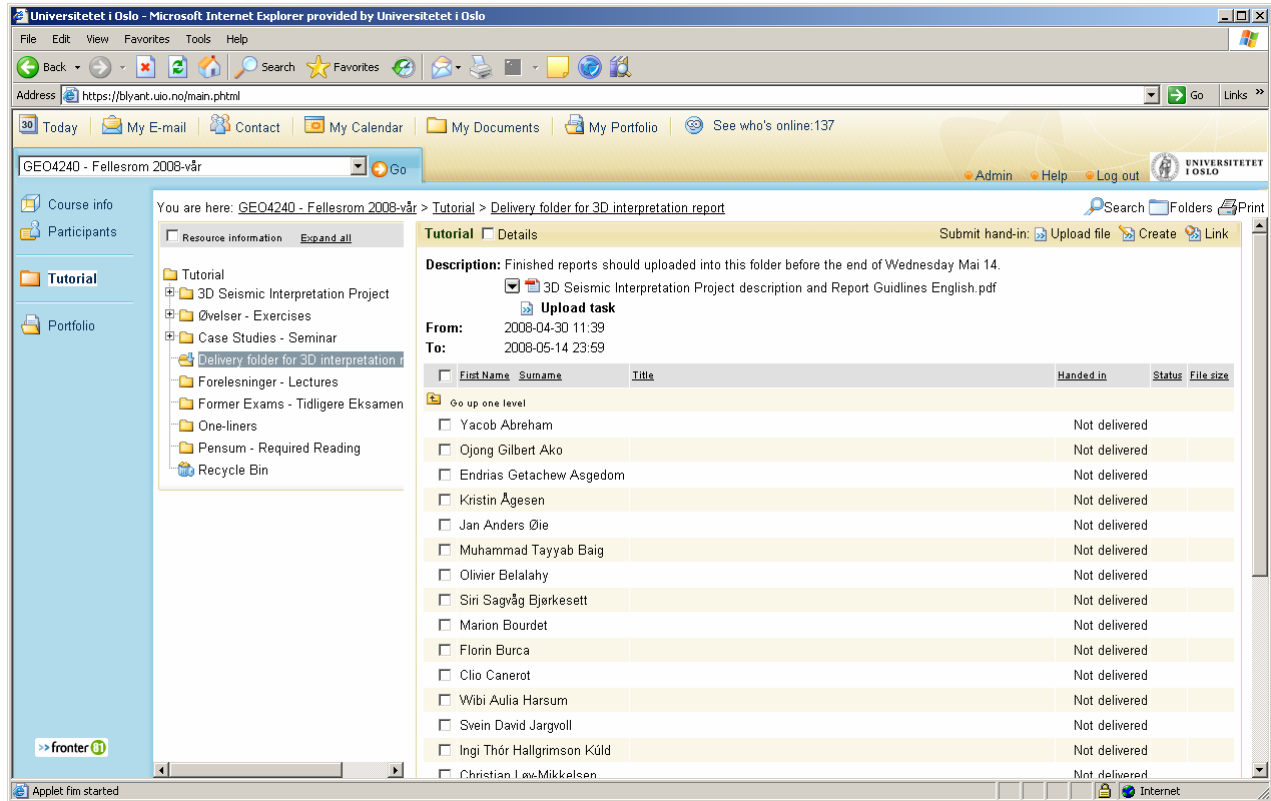 Universitetet i Oslo - Microsoft Internet Explorer provided by Universitetet i Oslo
File Edit View Favorites Tools Help
Back Search Favorites
Address https://blyant.uio.no/main.phtml Go Links »
30 Today My E-mail Contact My Calendar My Documents My Portfolio See who's online:137
GEO4240 - Fellesrom 2008-vår Go
Admin Help Log out UNIVERSITETET
I OSLO
Course info
Participants
Tutorial
Portfolio
>> fronter 81
You are here: GEO4240 - Fellesrom 2008-vår > Tutorial > Delivery folder for 3D interpretation report
Search Folders Print
Resource information Expand all
Tutorial
3D Seismic Interpretation Project
Øvelser - Exercises
Case Studies - Seminar
Delivery folder for 3D interpretation r
Forelesninger - Lectures
Former Exams - Tidligere Eksamen
One-liners
Pensum - Required Reading
Recycle Bin
Tutorial Details Submit hand-in: Upload file Create Link
Description: Finished reports should uploaded into this folder before the end of Wednesday Mai 14.
3D Seismic Interpretation Project description and Report Guidlines English.pdf
Upload task
From: 2008-04-30 11:39
To: 2008-05-14 23:59
First Name Surname Title Handed in Status File size
Go up one level
Yacob Abreham Not delivered
Ojong Gilbert Ako Not delivered
Endrias Getachew Asgedom Not delivered
Kristin Ågesen Not delivered
Jan Anders Øie Not delivered
Muhammad Tayyab Baig Not delivered
Olivier Belalahy Not delivered
Siri Sagvåg Bjørkesett Not delivered
Marion Bourdet Not delivered
Florin Burca Not delivered
Clio Canerot Not delivered
Wibi Aulia Harsum Not delivered
Svein David Jargvoll Not delivered
Ingi Thór Hallgrimson Kúld Not delivered
Christian Løv-Mikkelsen Not delivered
Applet fim started Internet